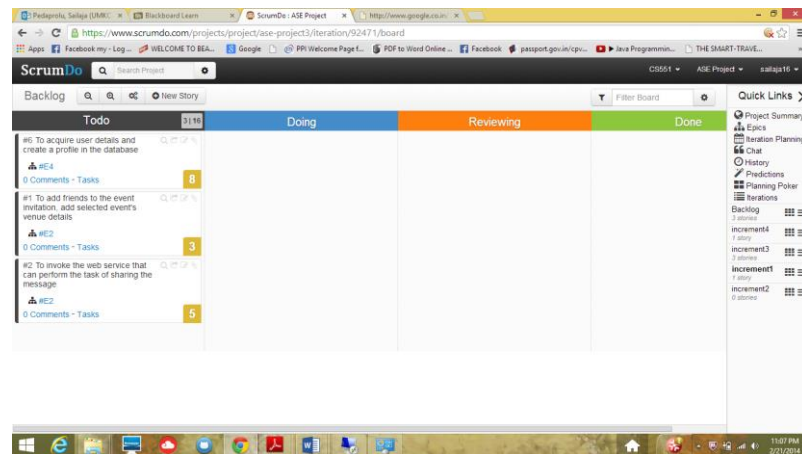 Pedaprolu, Sailaja (UMKC
Blackboard Learn
ScrumDo : ASE Project
http://www.google.co.in/
https://www.scrumdo.com/projects/project/ase-project3/iteration/92471/board
Apps
Facebook my - Log ...
WELCOME TO BEA...
Google
PPI Welcome Page f...
PDF to Word Online ...
Facebook
passport.gov.in/cpv...
Java Programmin...
THE SMART-TRAVE...
ScrumDo
Search Project
CS551
ASE Project
sailaja16
Backlog
New Story
Filter Board
Quick Links
Todo
3|16
Doing
Reviewing
Done
#6 To acquire user details and
create a profile in the database
#E4
0 Comments - Tasks
8
#1 To add friends to the event
invitation, add selected event's
venue details
#E2
0 Comments - Tasks
3
#2 To invoke the web service that
can perform the task of sharing the
message
#E2
0 Comments - Tasks
5
Project Summary
Epics
Iteration Planning
Chat
History
Predictions
Planning Poker
Iterations
Backlog
3 stories
increment4
1 story
increment3
3 stories
increment1
1 story
increment2
0 stories
11:07 PM
2/21/2014